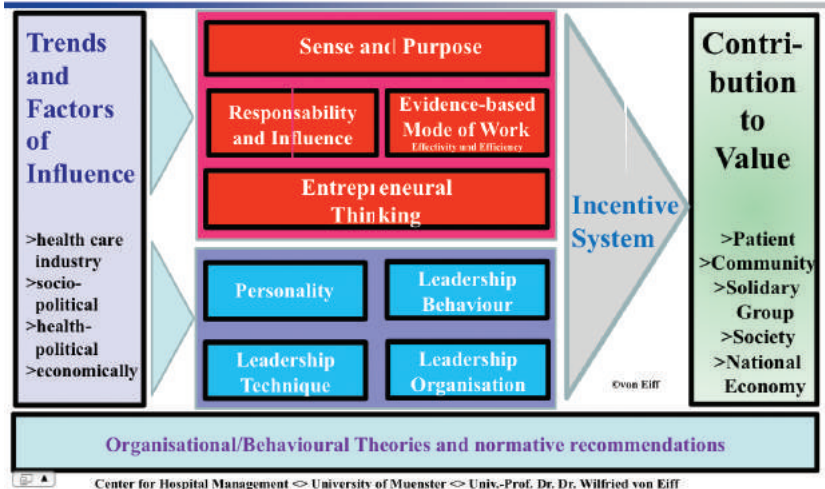 Trends
and
Factors
of
Influence
>health care
industry
>socio-
political
>health-
political
>economically
Sense and Purpose
Responsability
and Influence
Evidence-based
Mode of Work
Effectivity und Efficiency
Entrepreneural
Thinking
Personality
Leadership
Behaviour
Leadership
Technique
Leadership
Organisation
Incentive
System
©von Eiff
Contri-
bution
to
Value
>Patient
>Community
>Solidary
Group
>Society
>National
Economy
Organisational/Behavioural Theories and normative recommendations
Center for Hospital Management <> University of Muenster <> Univ.-Prof. Dr. Dr. Wilfried von Eiff